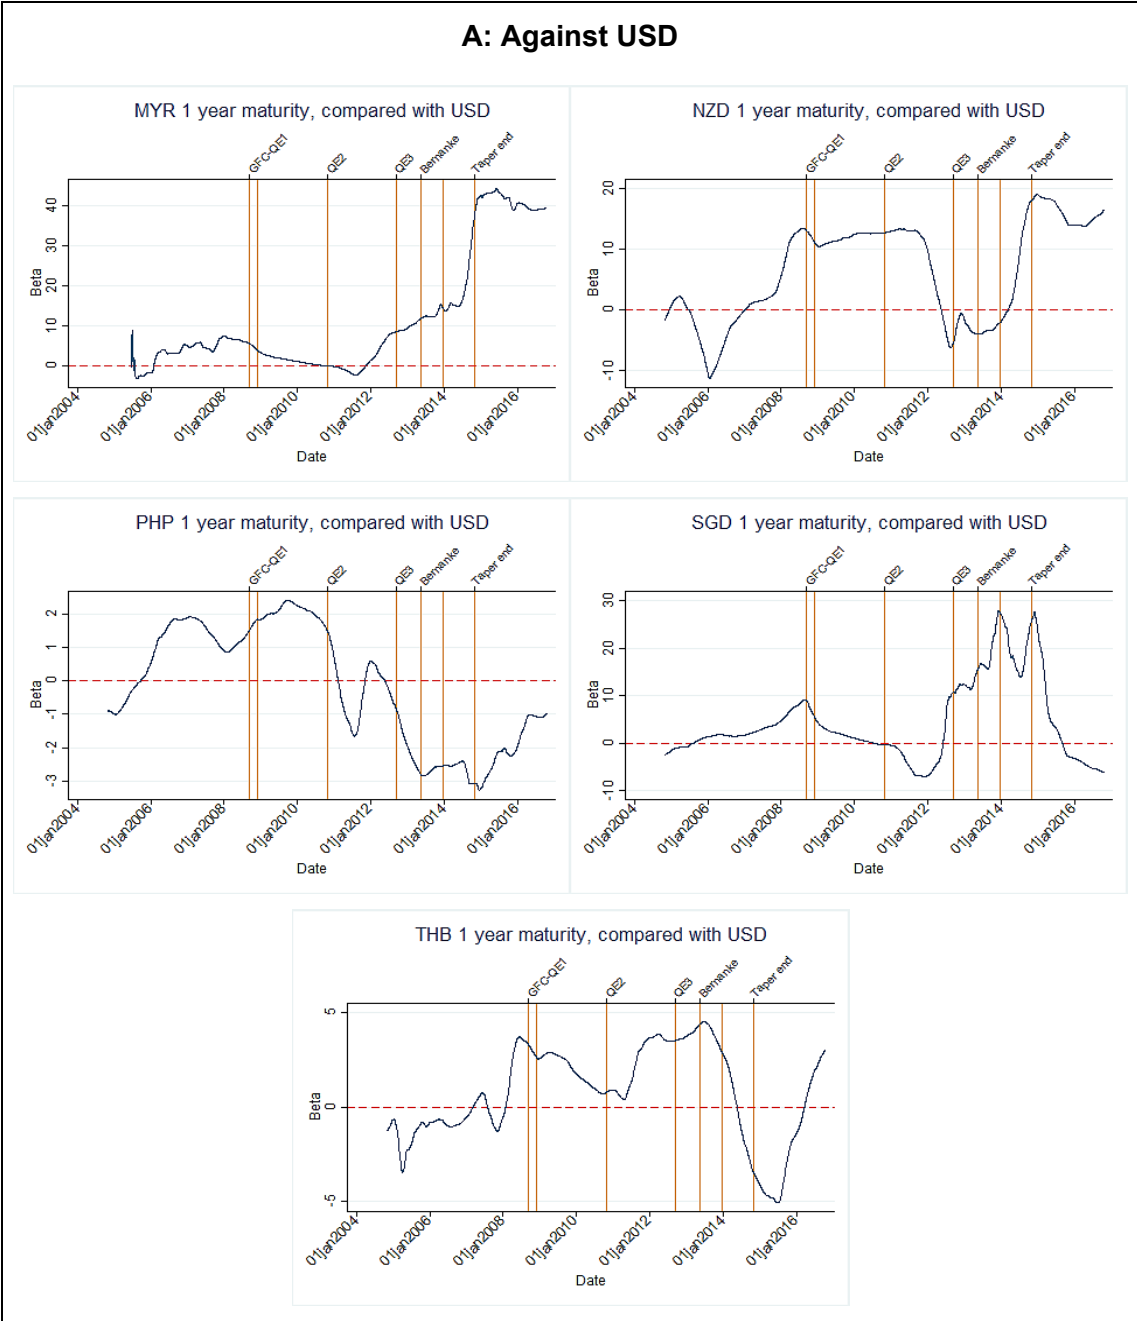 A: Against USD
MYR 1 year maturity, compared with USD
GFC-QE1 QE2 QE3 Bernanke Taper end
40
30
20
10
0
Beta
01jan2004 01jan2006 01jan2008 01jan2010 01jan2012 01jan2014 01jan2016
Date
NZD 1 year maturity, compared with USD
GFC-QE1 QE2 QE3 Bernanke Taper end
20
10
0
-10
Beta
01jan2004 01jan2006 01jan2008 01jan2010 01jan2012 01jan2014 01jan2016
Date
PHP 1 year maturity, compared with USD
GFC-QE1 QE2 QE3 Bernanke Taper end
2
1
0
-1
-2
-3
Beta
01jan2004 01jan2006 01jan2008 01jan2010 01jan2012 01jan2014 01jan2016
Date
SGD 1 year maturity, compared with USD
GFC-QE1 QE2 QE3 Bernanke Taper end
30
20
10
0
-10
Beta
01jan2004 01jan2006 01jan2008 01jan2010 01jan2012 01jan2014 01jan2016
Date
THB 1 year maturity, compared with USD
GFC-QE1 QE2 QE3 Bernanke Taper end
5
0
-5
Beta
01jan2004 01jan2006 01jan2008 01jan2010 01jan2012 01jan2014 01jan2016
Date